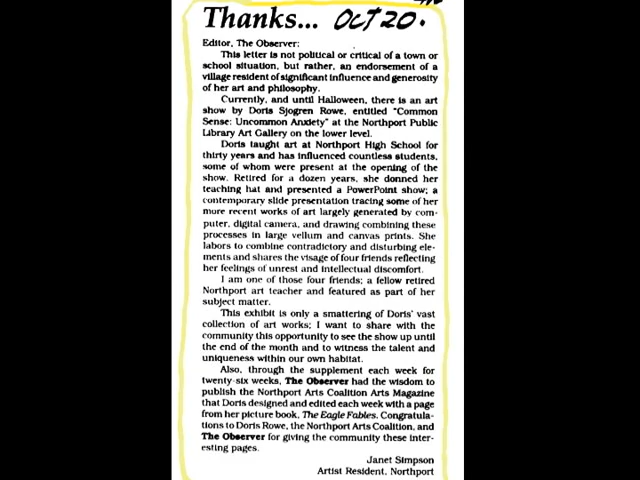 Thanks... OCT 20.
Editor, The Observer:
This letter is not political or critical of a town or
school situation, but rather, an endorsement of a
village resident of significant influence and generosity
of her art and philosophy.
Currently, and until Halloween, there is an art
show by Doris Sjogren Rowe, entitled "Common
Sense: Uncommon Anxiety" at the Northport Public
Library Art Gallery on the lower level.
Doris taught art at Northport High School for
thirty years and has influenced countless students,
some of whom were present at the opening of the
show. Retired for a dozen years, she donned her
teaching hat and presented a PowerPoint show; a
contemporary slide presentation tracing some of her
more recent works of art largely generated by com-
puter, digital camera, and drawing combining these
processes in large vellum and canvas prints. She
labors to combine contradictory and disturbing ele-
ments and shares the visage of four friends reflecting
her feelings of unrest and intellectual discomfort.
I am one of those four friends; a fellow retired
Northport art teacher and featured as part of her
subject matter.
This exhibit is only a smattering of Doris' vast
collection of art works; I want to share with the
community this opportunity to see the show up until
the end of the month and to witness the talent and
uniqueness within our own habitat.
Also, through the supplement each week for
twenty-six weeks, The Observer had the wisdom to
publish the Northport Arts Coalition Arts Magazine
that Doris designed and edited each week with a page
from her picture book, The Eagle Fables. Congratula-
tions to Doris Rowe, the Northport Arts Coalition, and
The Observer for giving the community these inter-
esting pages.
Janet Simpson
Artist Resident, Northport